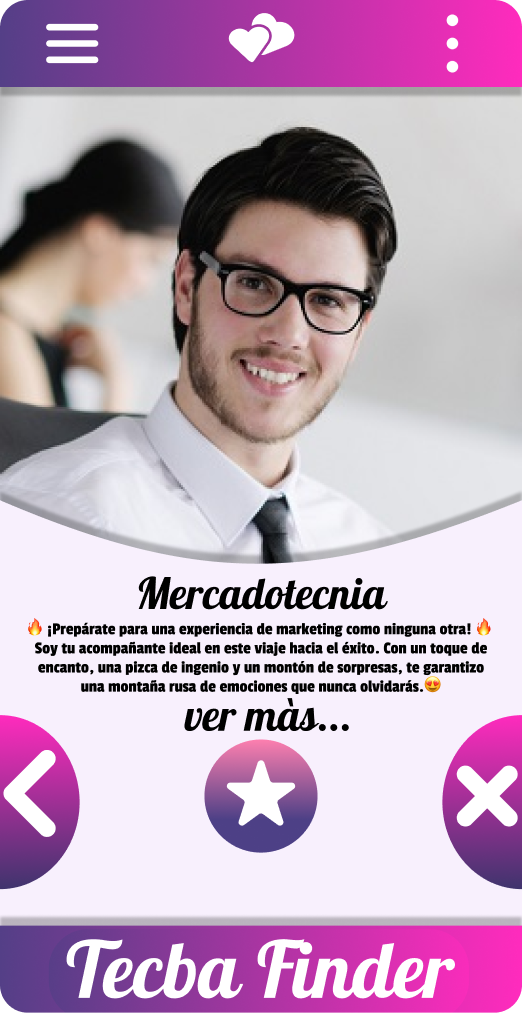 Mercadotecnia
🔥 ¡Prepárate para una experiencia de marketing como ninguna otra! 🔥
Soy tu acompañante ideal en este viaje hacia el éxito. Con un toque de
encanto, una pizca de ingenio y un montón de sorpresas, te garantizo
una montaña rusa de emociones que nunca olvidarás.😍
ver màs...
Tecba Finder